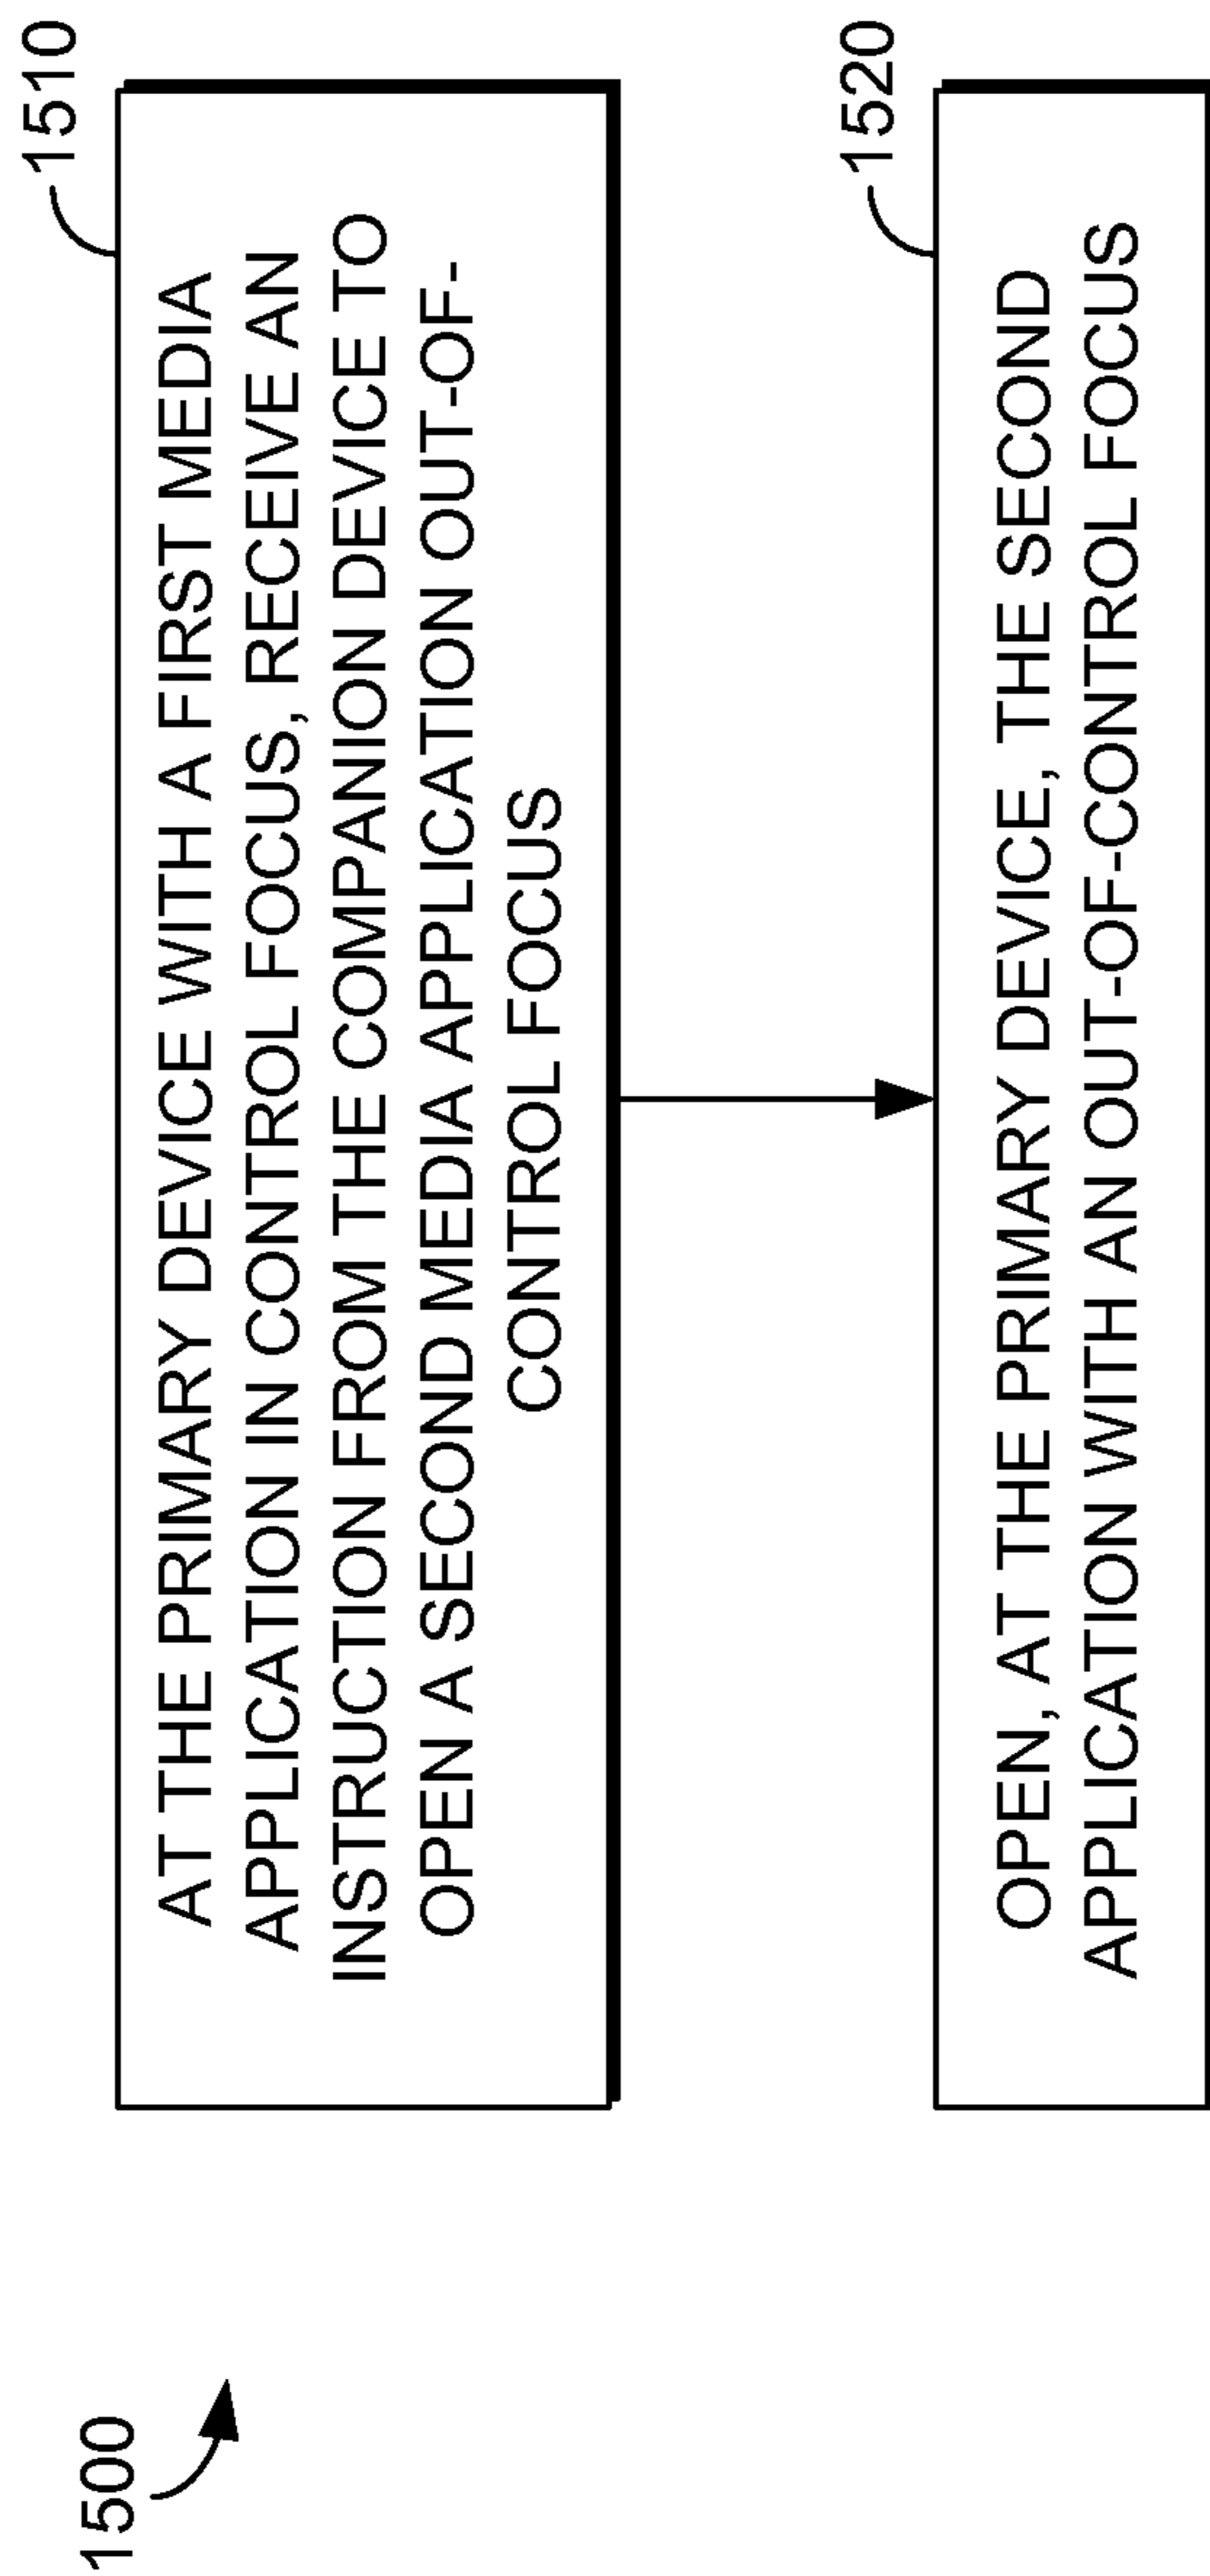 1500
1510
AT THE PRIMARY DEVICE WITH A FIRST MEDIA
APPLICATION IN CONTROL FOCUS, RECEIVE AN
INSTRUCTION FROM THE COMPANION DEVICE TO
OPEN A SECOND MEDIA APPLICATION OUT-OF-
CONTROL FOCUS
1520
OPEN, AT THE PRIMARY DEVICE, THE SECOND
APPLICATION WITH AN OUT-OF-CONTROL FOCUS